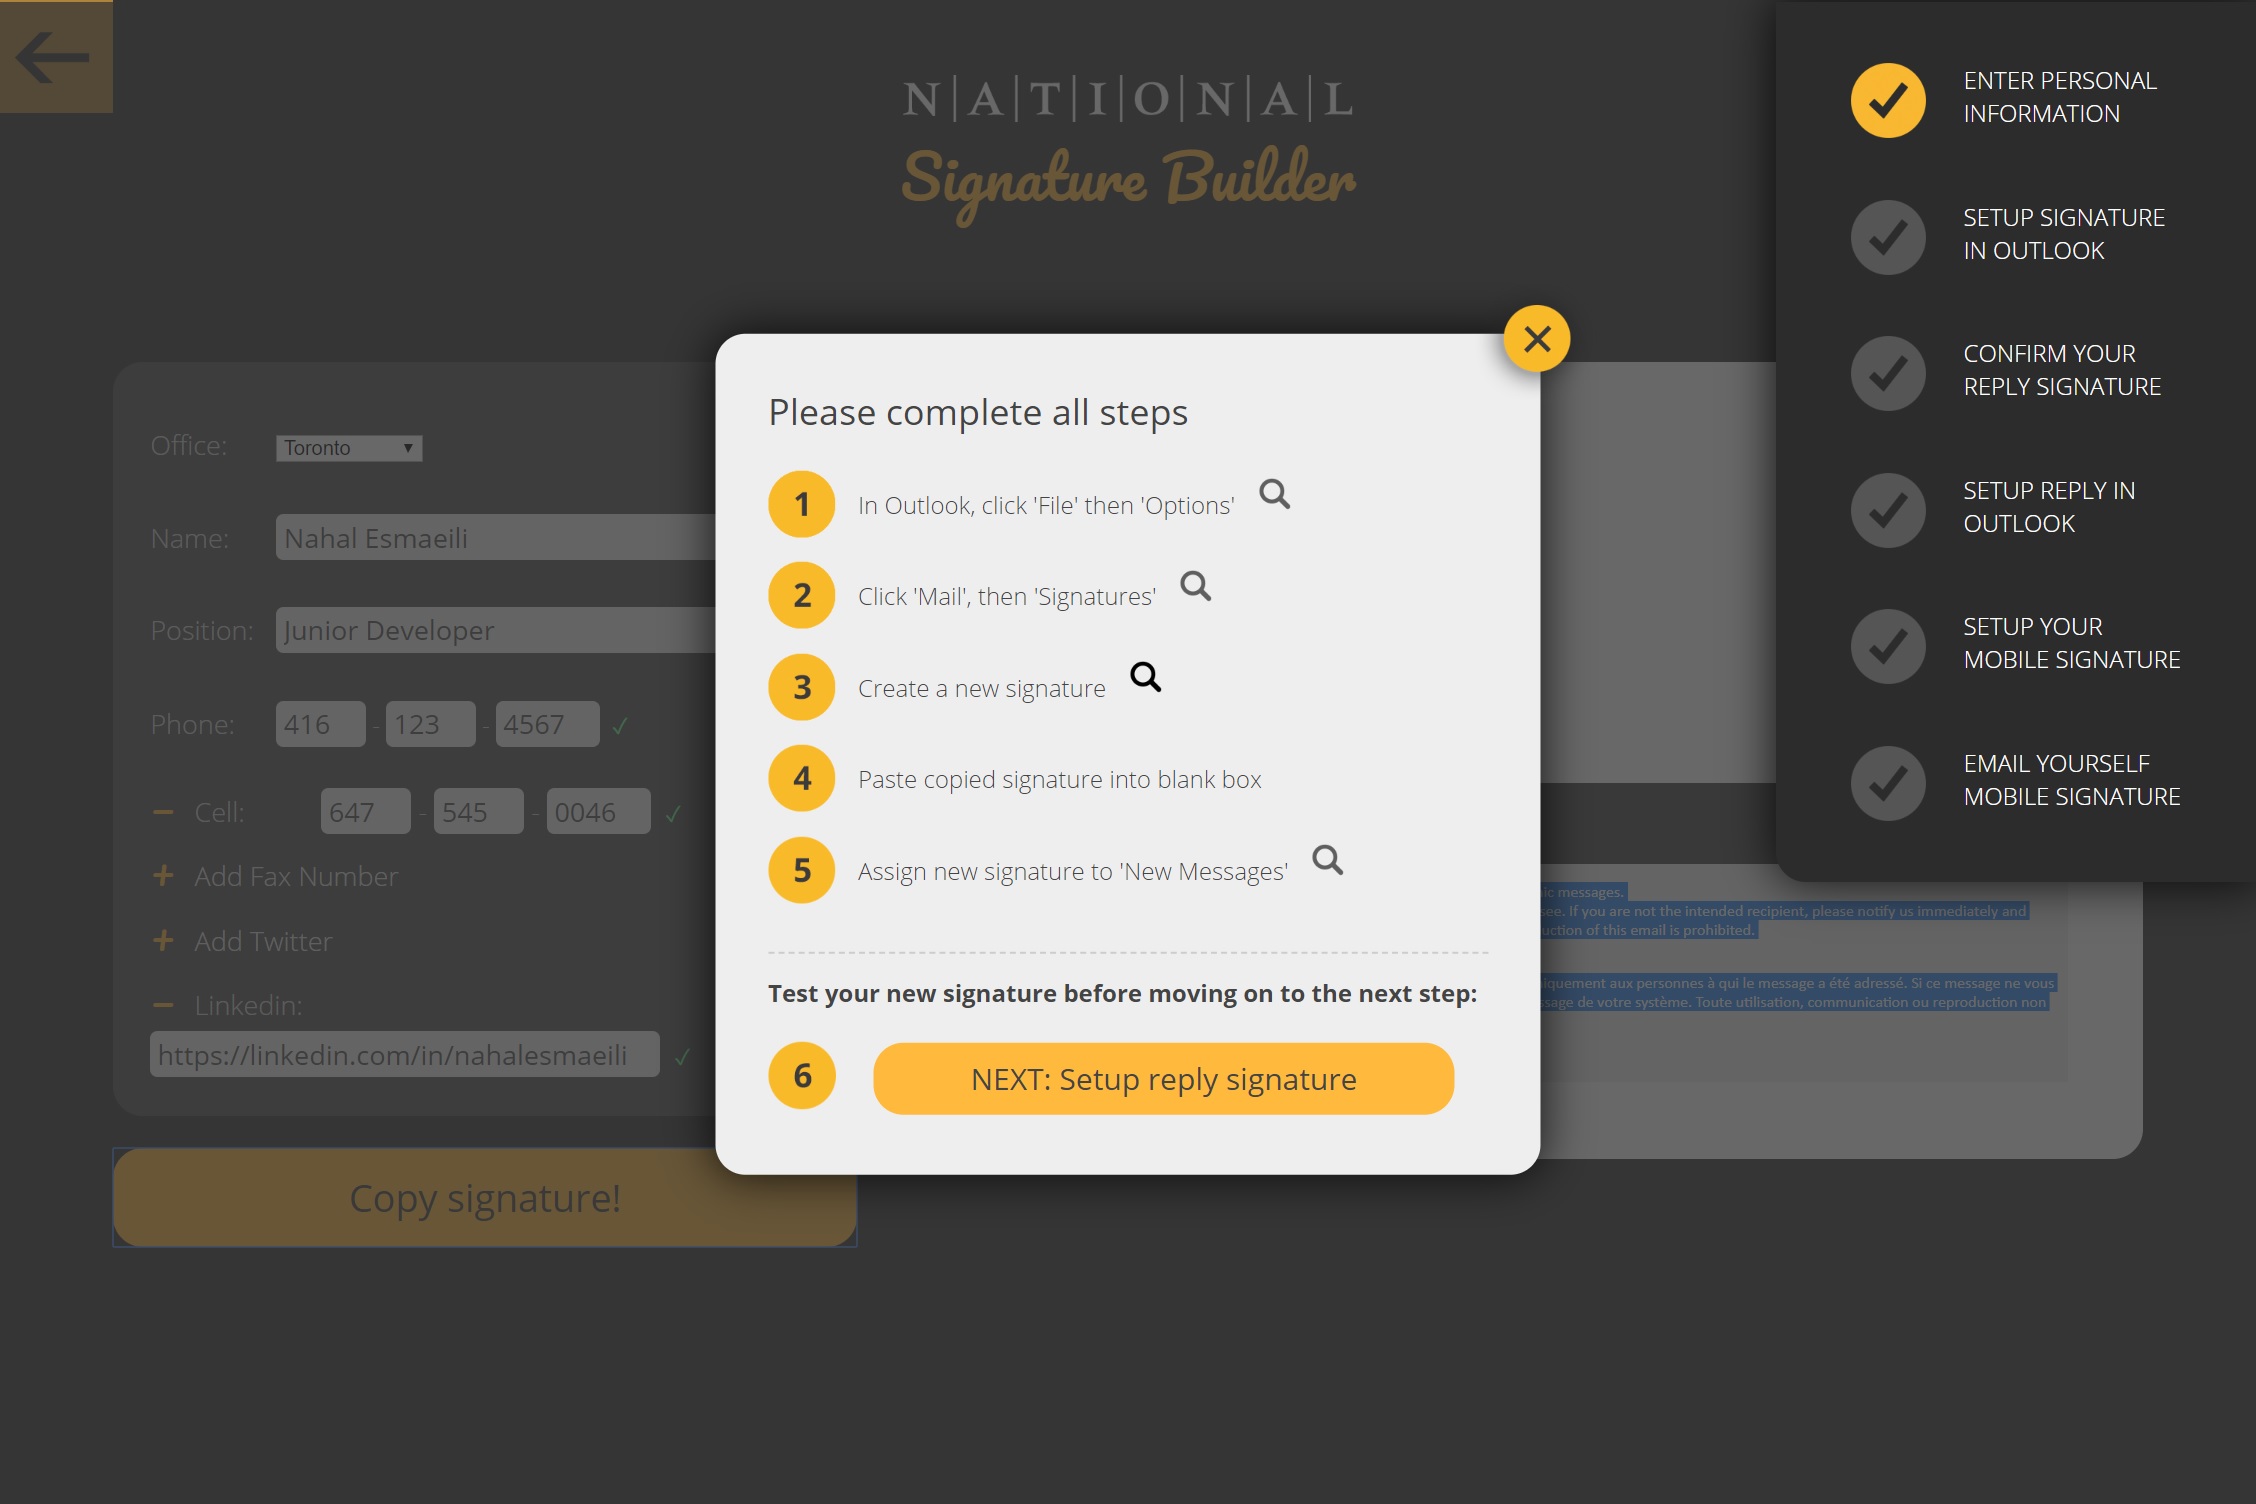 N|A|T|I|O|N|A|L
Signature Builder
Office:
Toronto
Name:
Nahal Esmaeili
Position:
Junior Developer
Phone:
416 - 123 - 4567 ✓
− Cell:
647 - 545 - 0046 ✓
+ Add Fax Number
+ Add Twitter
− Linkedin:
https://linkedin.com/in/nahalesmaeili ✓
Copy signature!
Please complete all steps
1 In Outlook, click 'File' then 'Options'
2 Click 'Mail', then 'Signatures'
3 Create a new signature
4 Paste copied signature into blank box
5 Assign new signature to 'New Messages'
Test your new signature before moving on to the next step:
6 NEXT: Setup reply signature
messages.
If you are not the intended recipient, please notify us immediately and
of this email is prohibited.
aux personnes à qui le message a été adressé. Si ce message ne vous
de votre système. Toute utilisation, communication ou reproduction non
ENTER PERSONAL
INFORMATION
SETUP SIGNATURE
IN OUTLOOK
CONFIRM YOUR
REPLY SIGNATURE
SETUP REPLY IN
OUTLOOK
SETUP YOUR
MOBILE SIGNATURE
EMAIL YOURSELF
MOBILE SIGNATURE